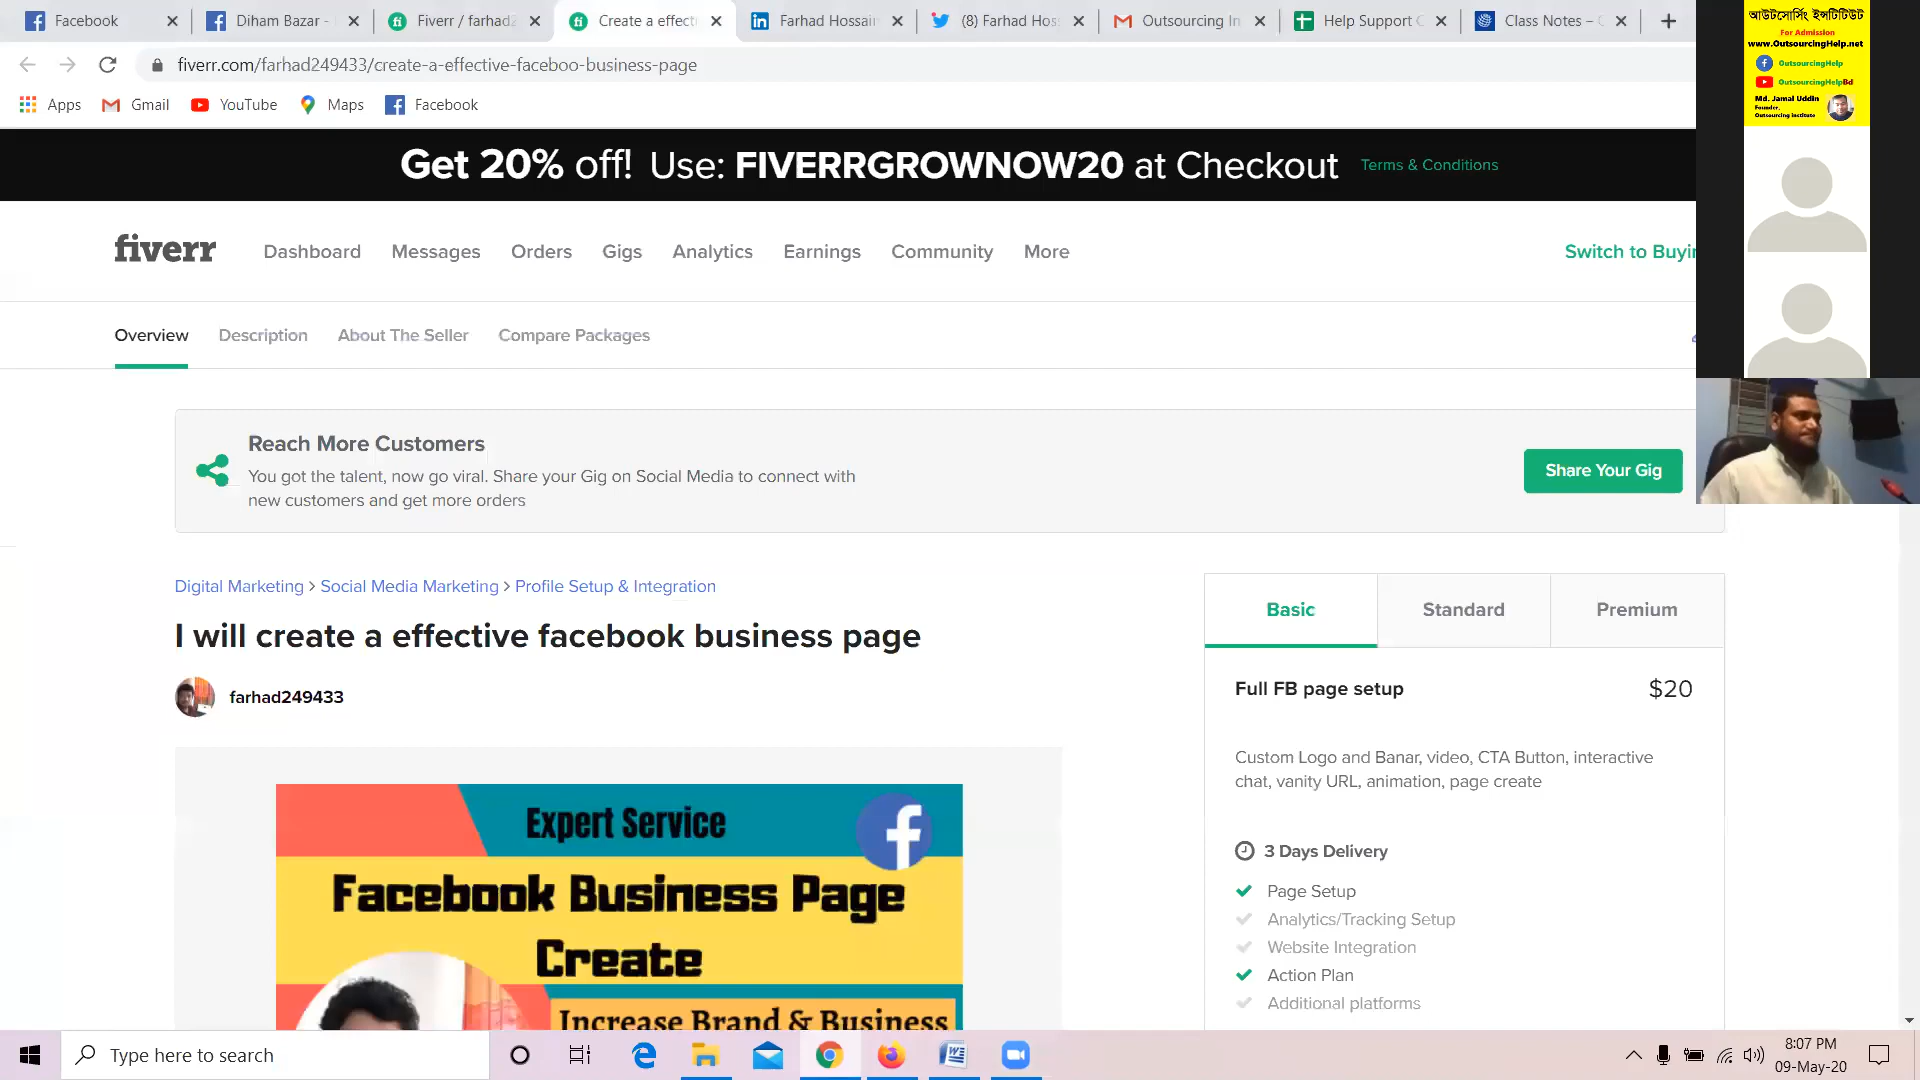 Facebook
Diham Bazar -
Fiverr / farhad2
Create a effecti
Farhad Hossain
(8) Farhad Hos
Outsourcing In
Help Support C
Class Notes –
fiverr.com/farhad249433/create-a-effective-faceboo-business-page
Apps
Gmail
YouTube
Maps
Facebook
আউটসোর্সিং ইন্সটিটিউট
For Admission
www.OutsourcingHelp.net
OutsourcingHelp
OutsourcingHelpBd
Md. Jamal Uddin
Founder,
Outsourcing Institute
Get 20% off! Use: FIVERRGROWNOW20 at Checkout Terms & Conditions
fiverr
Dashboard
Messages
Orders
Gigs
Analytics
Earnings
Community
More
Switch to Buyin
Overview
Description
About The Seller
Compare Packages
Reach More Customers
You got the talent, now go viral. Share your Gig on Social Media to connect with
new customers and get more orders
Share Your Gig
Digital Marketing > Social Media Marketing > Profile Setup & Integration
I will create a effective facebook business page
farhad249433
Expert Service
Facebook Business Page
Create
Increase Brand & Business
Basic
Standard
Premium
Full FB page setup
$20
Custom Logo and Banar, video, CTA Button, interactive
chat, vanity URL, animation, page create
3 Days Delivery
Page Setup
Analytics/Tracking Setup
Website Integration
Action Plan
Additional platforms
Type here to search
8:07 PM
09-May-20